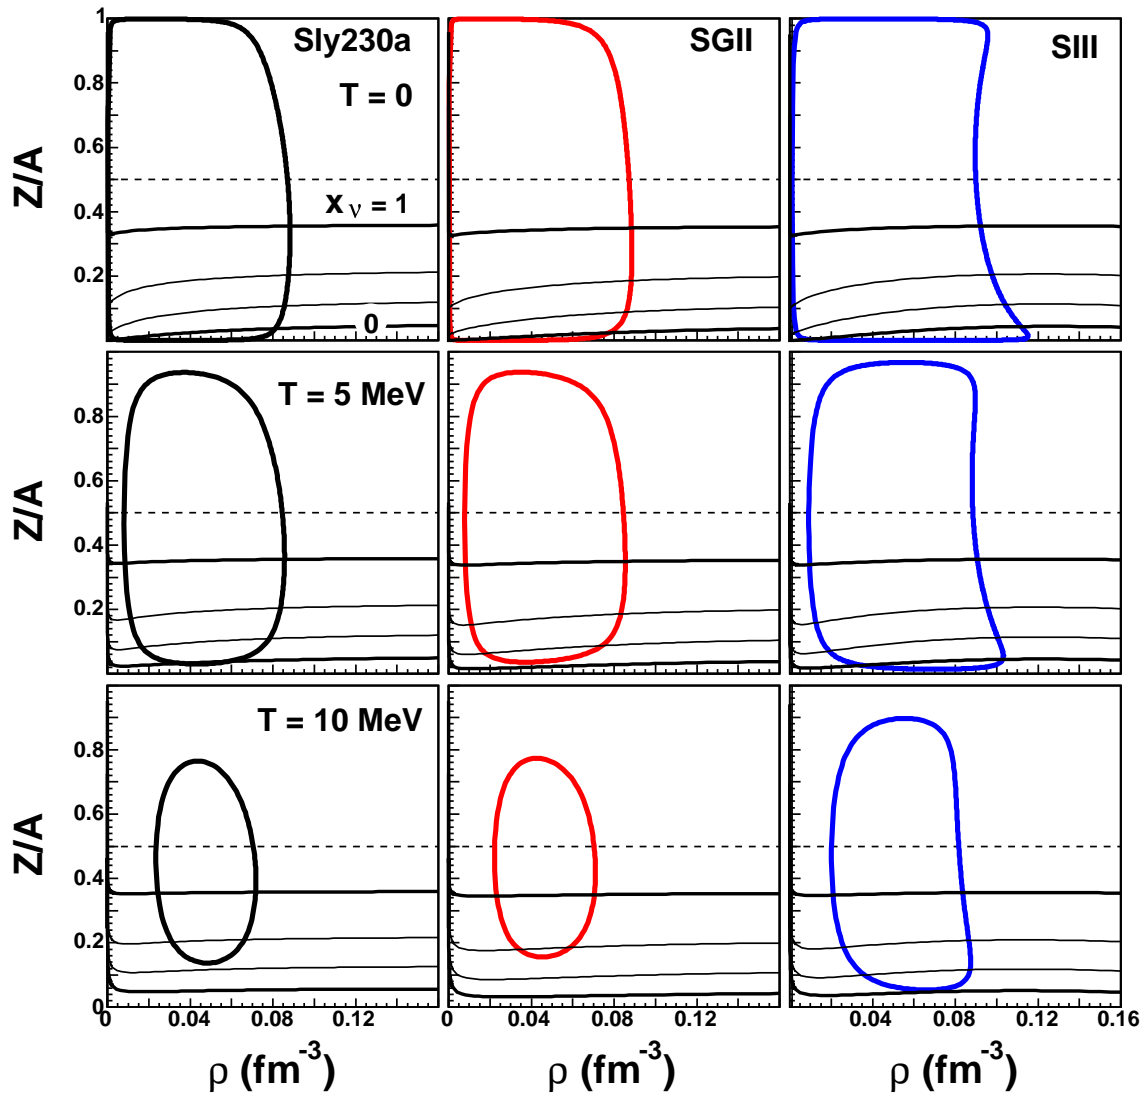 1
Sly230a
SGII
SIII
T = 0
0.8
0.6
Z/A
x ν = 1
0.4
0.2
0
T = 5 MeV
0.8
0.6
Z/A
0.4
0.2
T = 10 MeV
0.8
0.6
Z/A
0.4
0.2
0
0 0.04 0.08 0.12 0 0.04 0.08 0.12 0.04 0.08 0.12 0.16
ρ (fm⁻³) ρ (fm⁻³) ρ (fm⁻³)